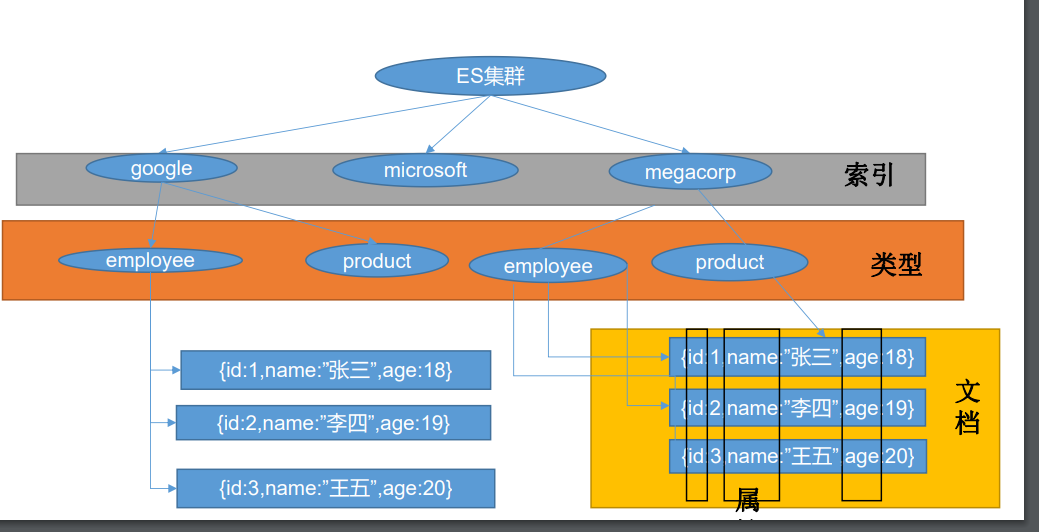 ES集群
google
microsoft
megacorp
索引
employee
product
employee
product
类型
{id:1,name:”张三”,age:18}
{id:2,name:”李四”,age:19}
{id:3,name:”王五”,age:20}
{id:1,name:”张三”,age:18}
{id:2,name:”李四”,age:19}
{id:3,name:”王五”,age:20}
文
档
属